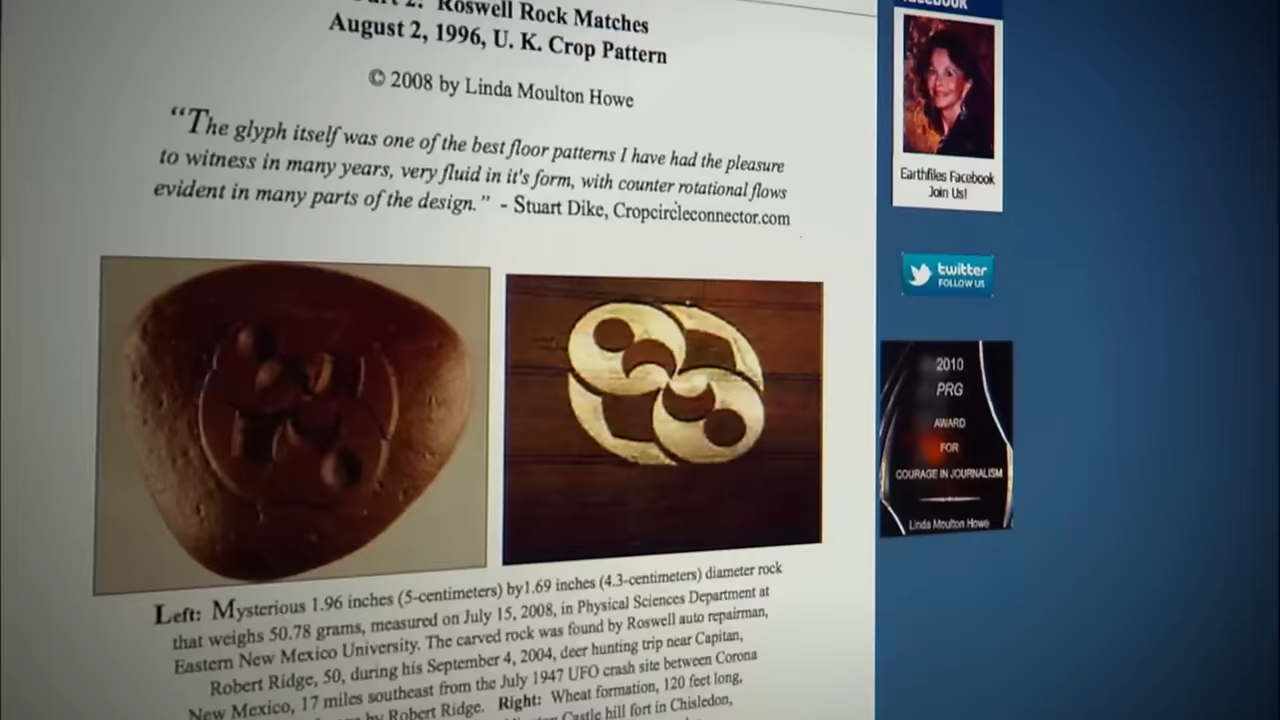 2: Roswell Rock Matches
August 2, 1996, U. K. Crop Pattern
© 2008 by Linda Moulton Howe
“The glyph itself was one of the best floor patterns I have had the pleasure
to witness in many years, very fluid in it's form, with counter rotational flows
evident in many parts of the design.” - Stuart Dike, Cropcircleconnector.com
Left: Mysterious 1.96 inches (5-centimeters) by1.69 inches (4.3-centimeters) diameter rock
that weighs 50.78 grams, measured on July 15, 2008, in Physical Sciences Department at
Eastern New Mexico University. The carved rock was found by Roswell auto repairman,
Robert Ridge, 50, during his September 4, 2004, deer hunting trip near Capitan,
New Mexico, 17 miles southeast from the July 1947 UFO crash site between Corona
by Robert Ridge. Right: Wheat formation, 120 feet long,
Castle hill fort in Chisledon,
Earthfiles Facebook
Join Us!
twitter
FOLLOW US
2010
PRG
AWARD
FOR
COURAGE IN JOURNALISM
Linda Moulton Howe